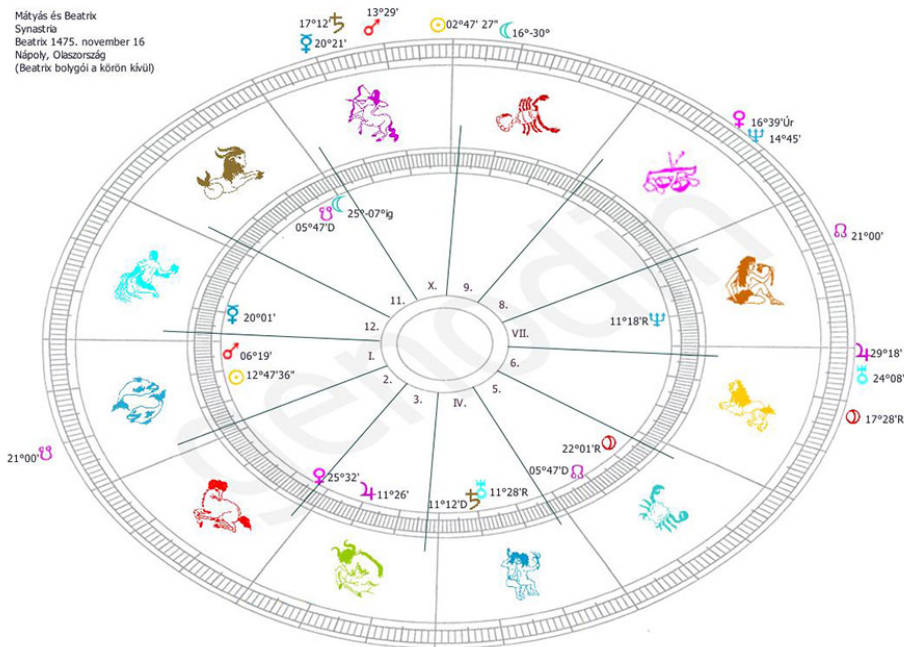 Mátyás és Beatrix
Synastria
Beatrix 1475. november 16
Nápoly, Olaszország
(Beatrix bolygói a körön kívül)
17°12'
20°21'
13°29'
02°47' 27"
16°-30°
16°39'Úr
14°45'
21°00'
25°-07°ig
05°47'D
X.
9.
11.
8.
20°01'
12.
VII.
11°18'R
06°19'
I.
6.
29°18'
12°47'36"
2.
5.
24°08'
3.
IV.
17°28'R
21°00'
22°01'R
25°32'
05°47'D
11°26'
11°12'D
11°28'R